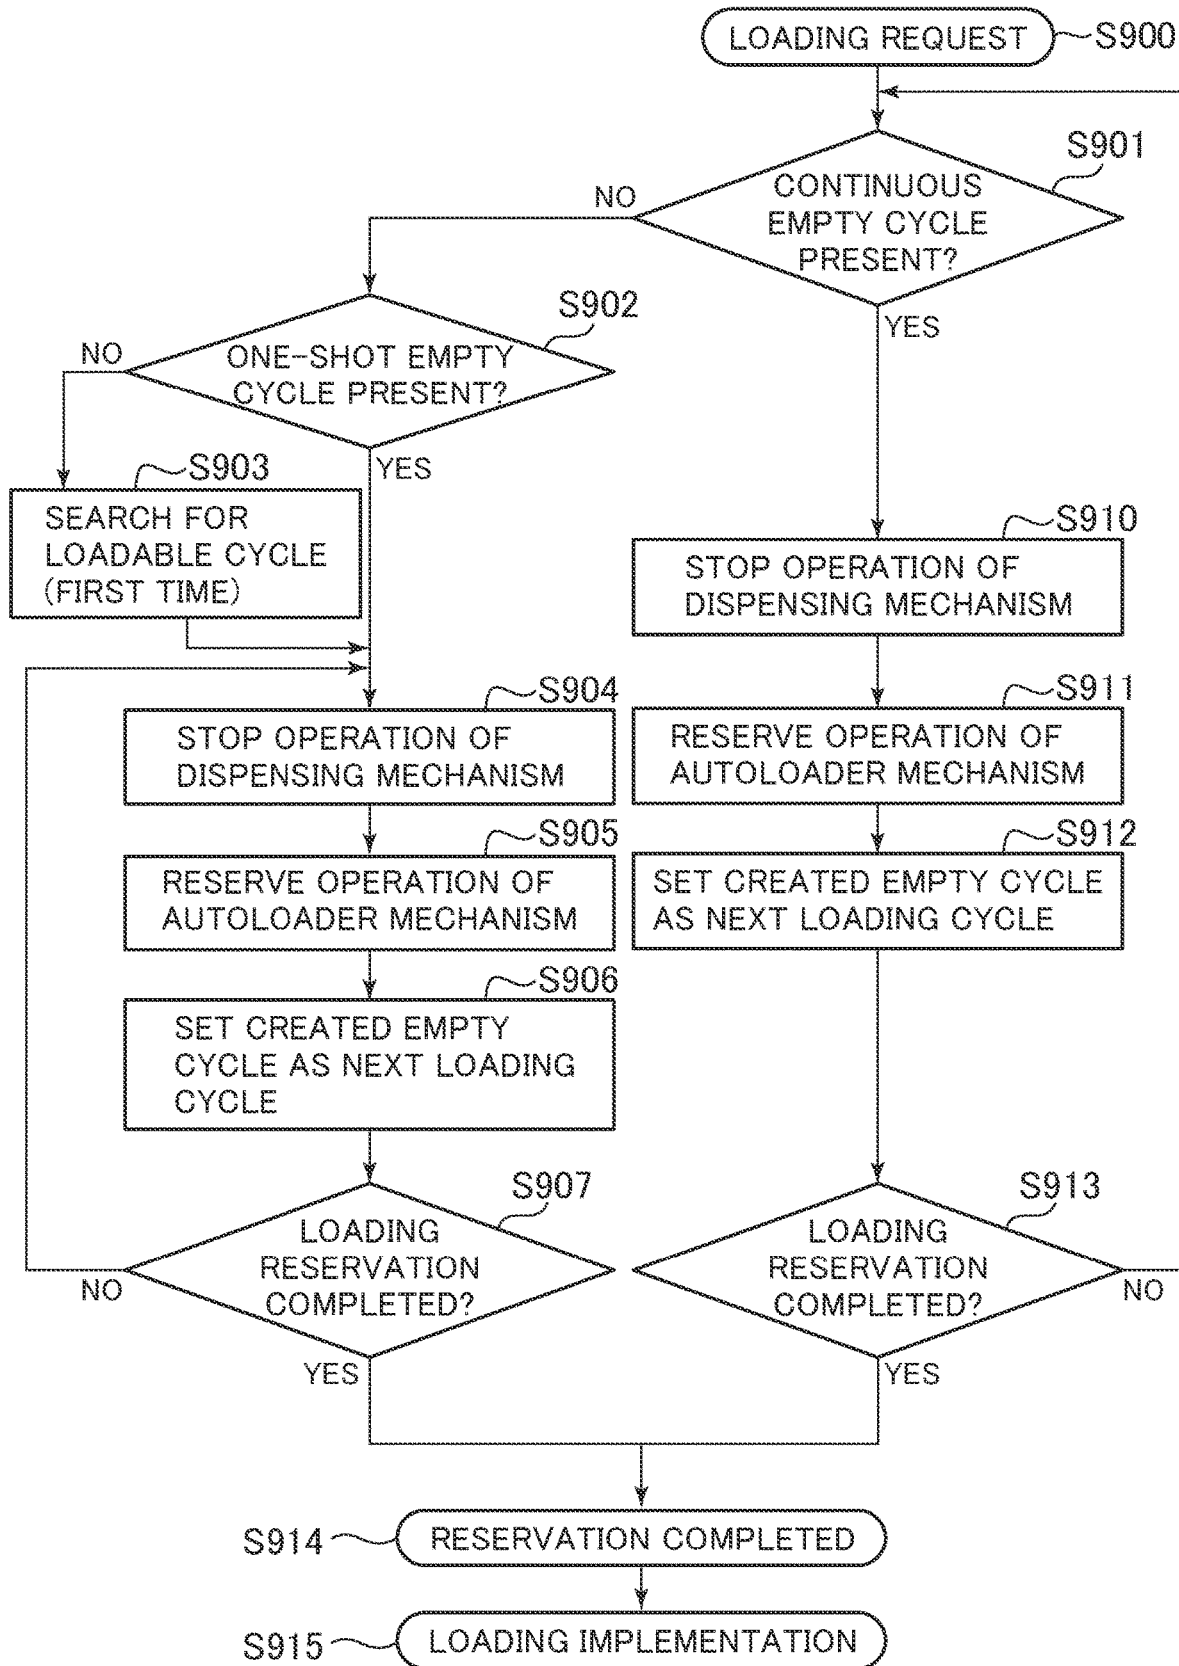 LOADING REQUEST
S900
S901
CONTINUOUS
EMPTY CYCLE
PRESENT?
NO
YES
S902
ONE-SHOT EMPTY
CYCLE PRESENT?
NO
YES
S903
SEARCH FOR
LOADABLE CYCLE
(FIRST TIME)
S910
STOP OPERATION OF
DISPENSING MECHANISM
S904
STOP OPERATION OF
DISPENSING MECHANISM
S911
RESERVE OPERATION OF
AUTOLOADER MECHANISM
S905
RESERVE OPERATION OF
AUTOLOADER MECHANISM
S912
SET CREATED EMPTY CYCLE
AS NEXT LOADING CYCLE
S906
SET CREATED EMPTY
CYCLE AS NEXT LOADING
CYCLE
S907
LOADING
RESERVATION
COMPLETED?
NO
YES
S913
LOADING
RESERVATION
COMPLETED?
NO
YES
S914
RESERVATION COMPLETED
S915
LOADING IMPLEMENTATION